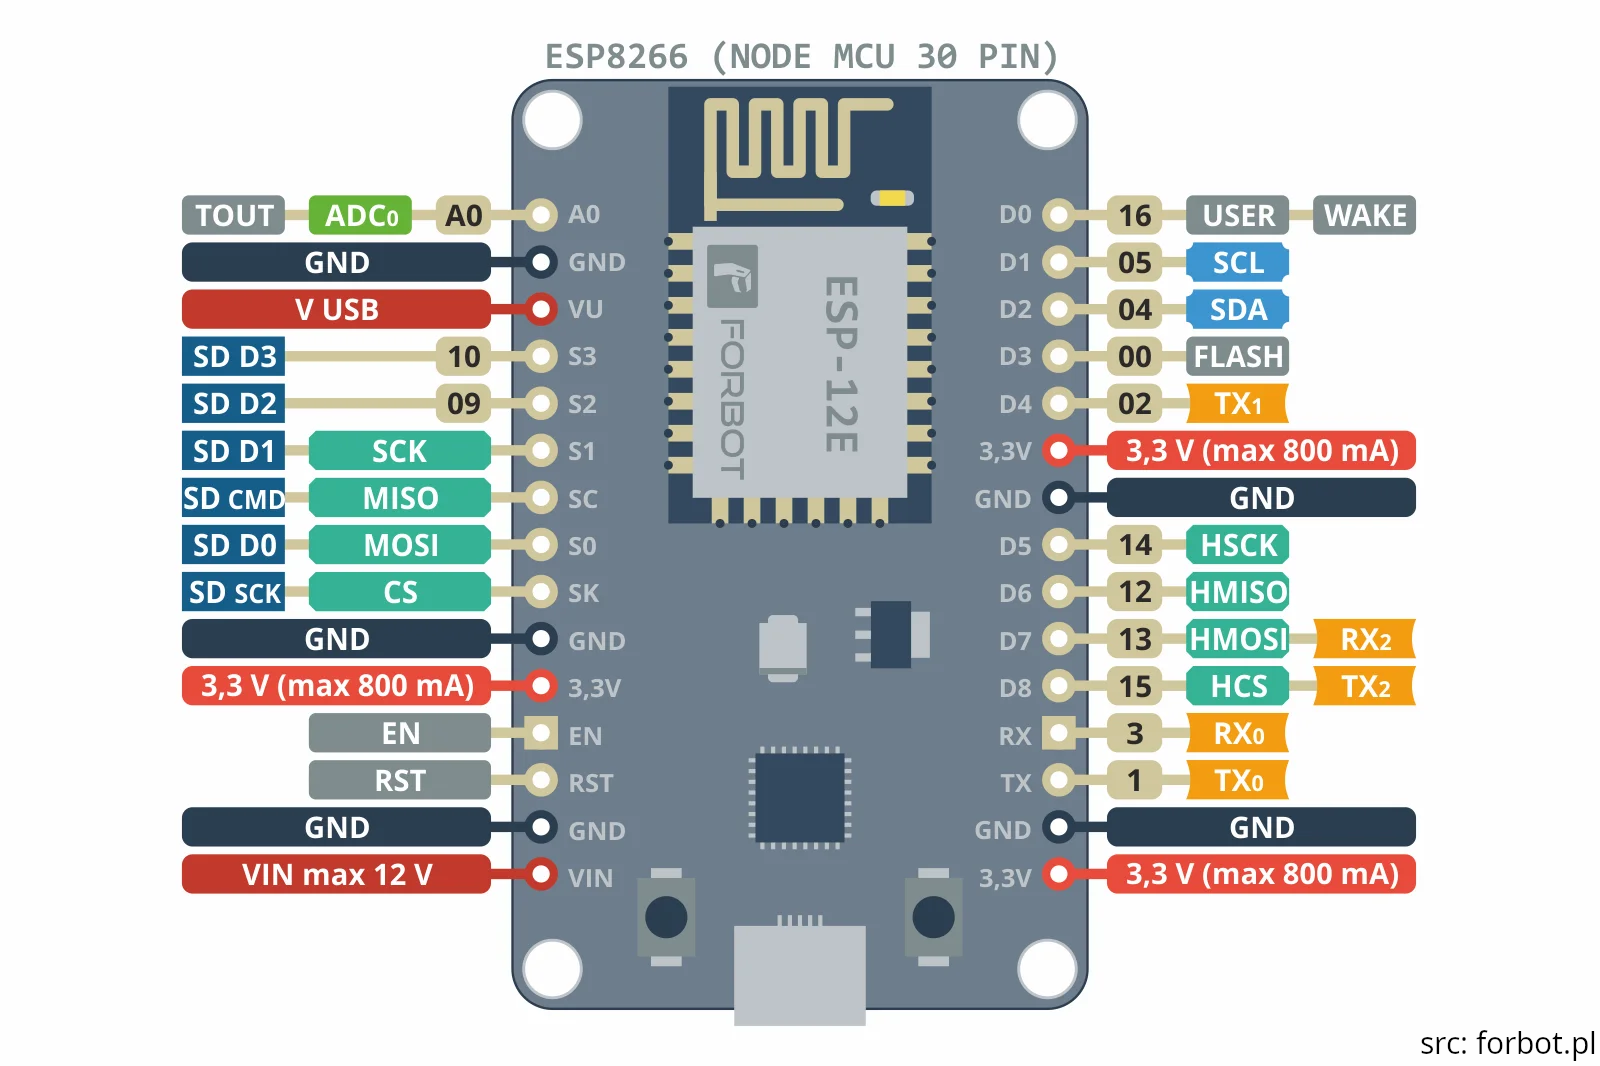 ESP8266 (NODE MCU 30 PIN)
TOUT ADC0 A0 A0
GND GND
V USB VU
SD D3 10 S3
SD D2 09 S2
SD D1 SCK S1
SD CMD MISO SC
SD D0 MOSI S0
SD SCK CS SK
GND GND
3,3 V (max 800 mA) 3,3V
EN EN
RST RST
GND GND
VIN max 12 V VIN
FORBOT
ESP-12E
D0 16 USER WAKE
D1 05 SCL
D2 04 SDA
D3 00 FLASH
D4 02 TX1
3,3V 3,3 V (max 800 mA)
GND GND
D5 14 HSCK
D6 12 HMISO
D7 13 HMOSI RX2
D8 15 HCS TX2
RX 3 RX0
TX 1 TX0
GND GND
3,3V 3,3 V (max 800 mA)
src: forbot.pl